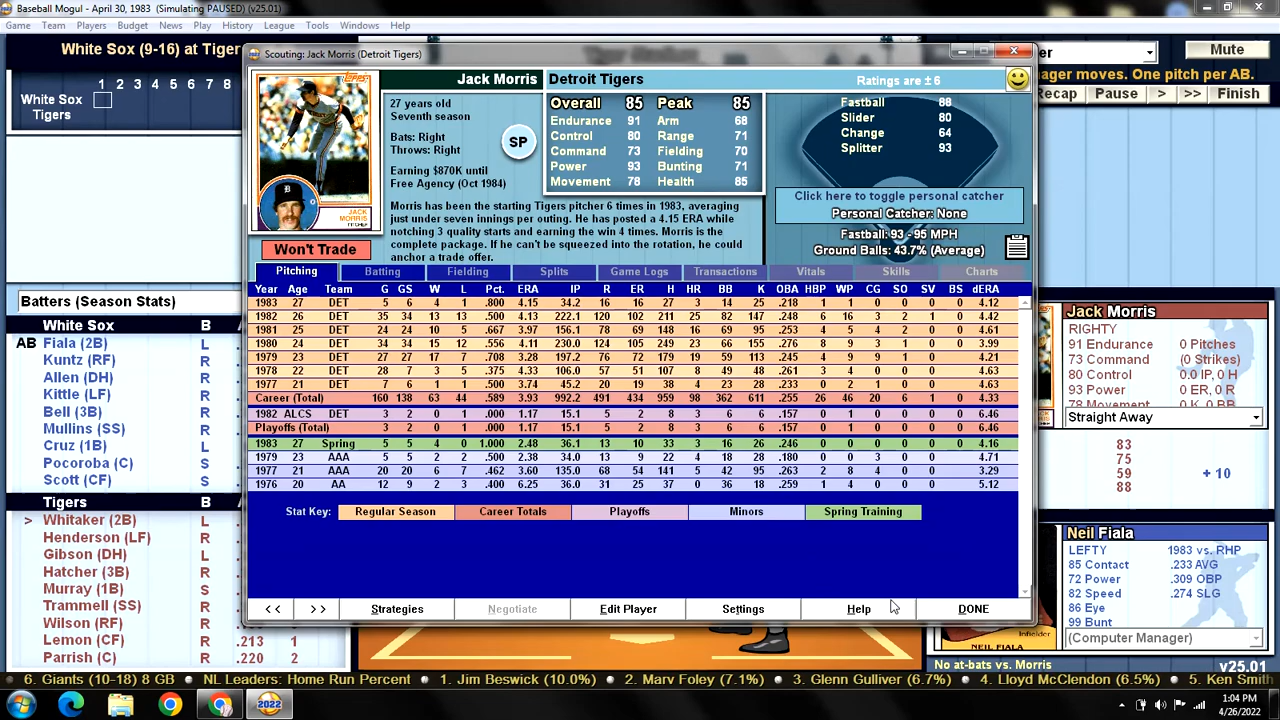 Baseball Mogul - April 30, 1983 (Simulating PAUSED) (v25.01)
Game Team Players Budget News Play History League Tools Windows Help
White Sox (9-16) at Tiger
Mute
anager moves. One pitch per AB.
1 2 3 4 5 6 7 8
White Sox
Tigers
Recap Pause > >> Finish
Scouting: Jack Morris (Detroit Tigers)
Topps
JACK MORRIS
PITCHER
Jack Morris
Detroit Tigers
Ratings are ± 6
27 years old
Seventh season
Bats: Right
Throws: Right
Earning $870K until
Free Agency (Oct 1984)
SP
Overall 85 Peak 85
Endurance 91 Arm 68
Control 80 Range 71
Command 73 Fielding 70
Power 93 Bunting 71
Movement 78 Health 85
Fastball 88
Slider 80
Change 64
Splitter 93
Click here to toggle personal catcher
Personal Catcher: None
Fastball: 93 - 95 MPH
Ground Balls: 43.7% (Average)
Morris has been the starting Tigers pitcher 6 times in 1983, averaging
just under seven innings per outing. He has posted a 4.15 ERA while
notching 3 quality starts and earning the win 4 times. Morris is the
complete package. If he can't be squeezed into the rotation, he could
anchor a trade offer.
Won't Trade
Pitching Batting Fielding Splits Game Logs Transactions Vitals Skills Charts
Year Age Team G GS W L Pct. ERA IP R ER H HR BB K OBA HBP WP CG SO SV BS dERA
1983 27 DET 5 6 4 1 .800 4.15 34.2 16 16 27 3 14 25 .218 1 1 0 0 0 0 4.12
1982 26 DET 35 34 13 13 .500 4.13 222.1 120 102 211 25 82 147 .248 6 16 3 2 1 0 4.42
1981 25 DET 24 24 10 5 .667 3.97 156.1 78 69 148 16 69 95 .253 4 5 4 2 0 0 4.61
1980 24 DET 34 34 15 12 .556 4.11 230.0 124 105 249 23 66 155 .276 8 9 3 1 0 0 3.99
1979 23 DET 27 27 17 7 .708 3.28 197.2 76 72 179 19 59 113 .245 4 9 9 1 0 0 4.21
1978 22 DET 28 7 3 5 .375 4.33 106.0 57 51 107 8 49 48 .261 3 4 0 0 0 0 4.63
1977 21 DET 7 6 1 1 .500 3.74 45.2 20 19 38 4 23 28 .233 0 2 1 0 0 0 4.63
Career (Total) 160 138 63 44 .589 3.93 992.2 491 434 959 98 362 611 .255 26 46 20 6 1 0 4.33
1982 ALCS DET 3 2 0 1 .000 1.17 15.1 5 2 8 3 6 6 .157 0 1 0 0 0 0 6.46
Playoffs (Total) 3 2 0 1 .000 1.17 15.1 5 2 8 3 6 6 .157 0 1 0 0 0 0 6.46
1983 27 Spring 5 5 4 0 1.000 2.48 36.1 13 10 33 3 16 26 .246 0 0 0 0 0 0 4.16
1979 23 AAA 5 5 2 2 .500 2.38 34.0 13 9 22 4 18 28 .180 0 0 3 0 0 0 4.71
1977 21 AAA 20 20 6 7 .462 3.60 135.0 68 54 141 5 42 95 .263 2 8 4 0 0 0 3.29
1976 20 AA 12 9 2 3 .400 6.25 36.0 31 25 37 0 36 18 .259 1 4 0 0 0 0 5.12
Stat Key: Regular Season Career Totals Playoffs Minors Spring Training
<< >> Strategies Negotiate Edit Player Settings Help DONE
Batters (Season Stats)
White Sox B
AB Fiala (2B) L
Kuntz (RF) R
Allen (DH) R
Kittle (LF) R
Bell (3B) R
Mullins (SS) R
Cruz (1B) L
Pocoroba (C) S
Scott (CF) S
Tigers B
> Whitaker (2B) L
Henderson (LF) R
Gibson (DH) L
Hatcher (3B) R
Murray (1B) S
Trammell (SS) R
Wilson (RF) R
Lemon (CF) R .213 1
Parrish (C) R .220 2
Jack Morris
RIGHTY
91 Endurance 0 Pitches
73 Command (0 Strikes)
80 Control 0.0 IP, 0 H
93 Power 0 ER, 0 R
78 Movement 0 K, 0 BB
Straight Away
83
75
59 + 10
88
Neil Fiala
LEFTY 1983 vs. RHP
85 Contact .233 AVG
72 Power .309 OBP
82 Speed .274 SLG
86 Eye
99 Bunt
(Computer Manager)
Infielder
NEIL FIALA
No at-bats vs. Morris
v25.01
6. Giants (10-18) 8 GB NL Leaders: Home Run Percent 1. Jim Beswick (10.0%) 2. Marv Foley (7.1%) 3. Glenn Gulliver (6.7%) 4. Lloyd McClendon (6.5%) 5. Ken Smith
2022
1:04 PM
4/26/2022